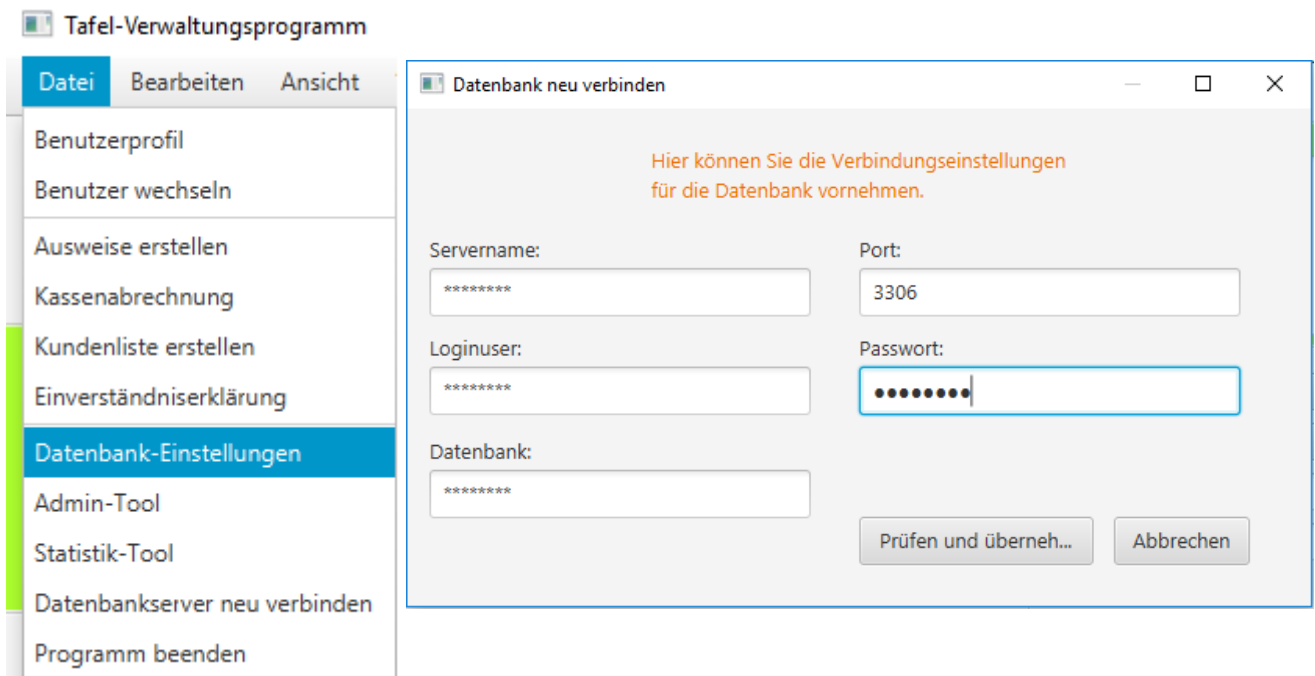 Tafel-Verwaltungsprogramm
Datei Bearbeiten Ansicht
Benutzerprofil
Benutzer wechseln
Ausweise erstellen
Kassenabrechnung
Kundenliste erstellen
Einverständniserklärung
Datenbank-Einstellungen
Admin-Tool
Statistik-Tool
Datenbankserver neu verbinden
Programm beenden
Datenbank neu verbinden
Hier können Sie die Verbindungseinstellungen
für die Datenbank vornehmen.
Servername: Port:
******** 3306
Loginuser: Passwort:
******** ●●●●●●●●
Datenbank:
********
Prüfen und überneh... Abbrechen